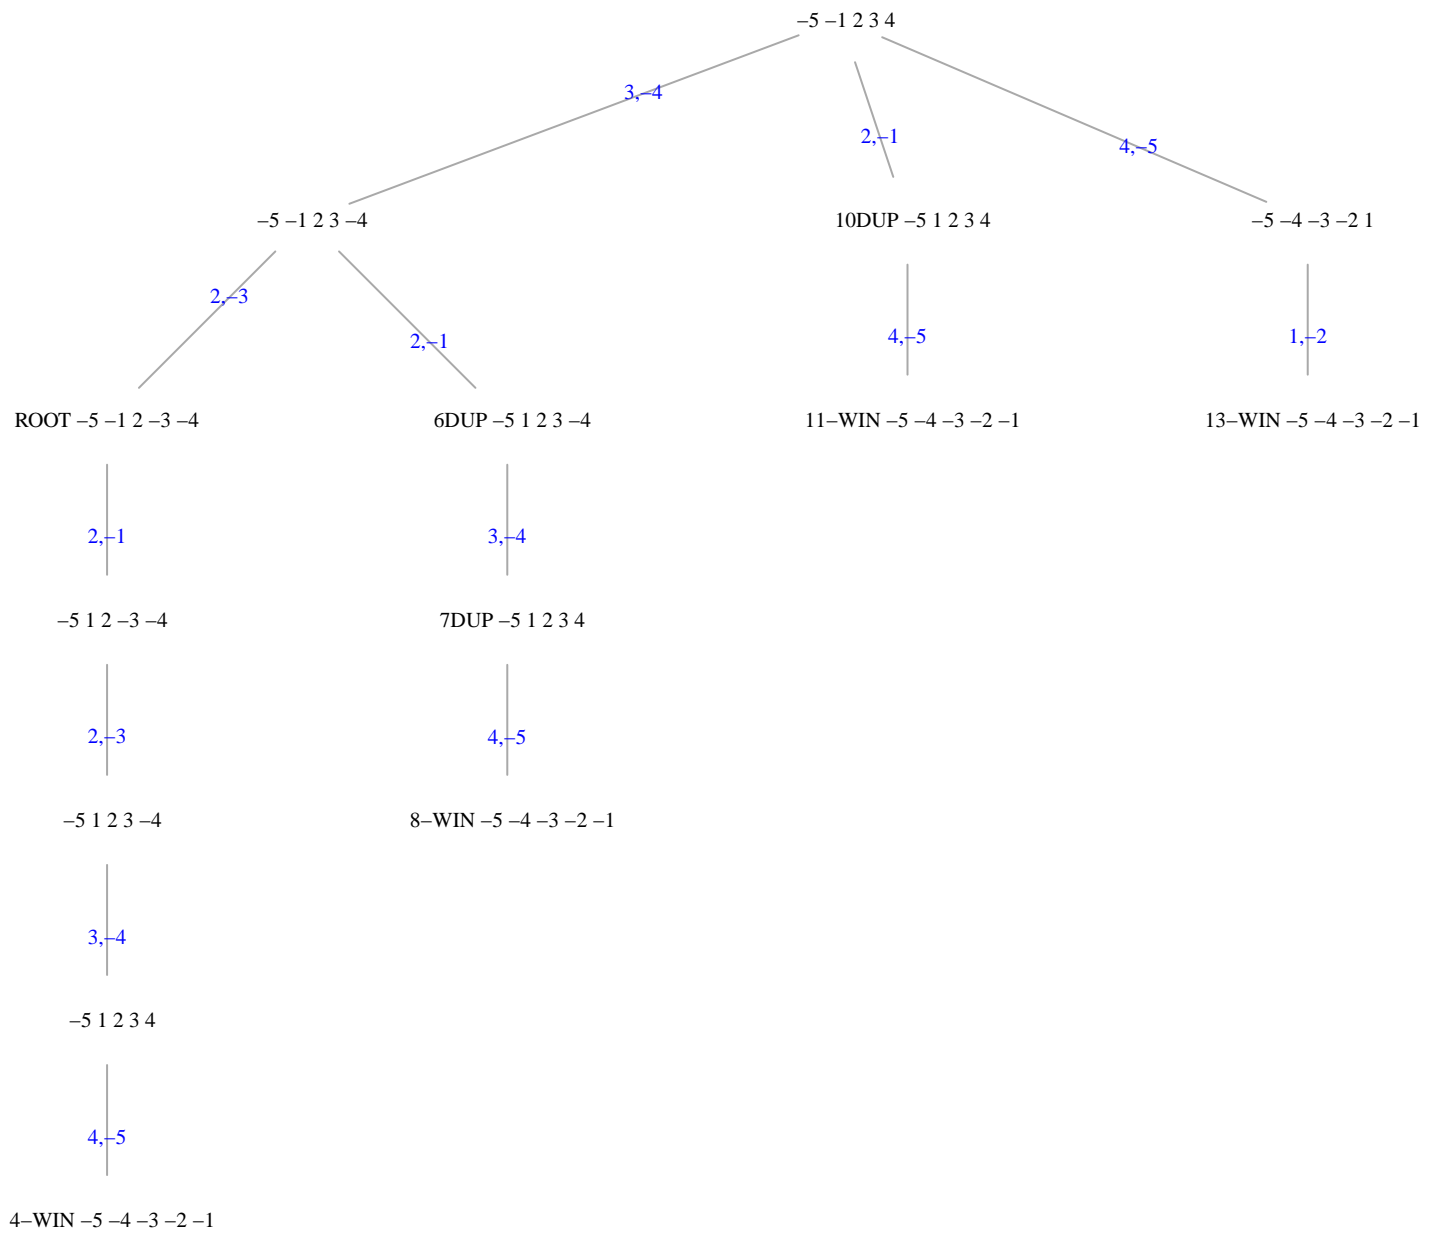 –5 –1 2 3 4
3,–4
2,–1
4,–5
–5 –1 2 3 –4
10DUP –5 1 2 3 4
–5 –4 –3 –2 1
2,–3
2,–1
4,–5
1,–2
ROOT –5 –1 2 –3 –4
6DUP –5 1 2 3 –4
11–WIN –5 –4 –3 –2 –1
13–WIN –5 –4 –3 –2 –1
2,–1
3,–4
–5 1 2 –3 –4
7DUP –5 1 2 3 4
2,–3
4,–5
–5 1 2 3 –4
8–WIN –5 –4 –3 –2 –1
3,–4
–5 1 2 3 4
4,–5
4–WIN –5 –4 –3 –2 –1